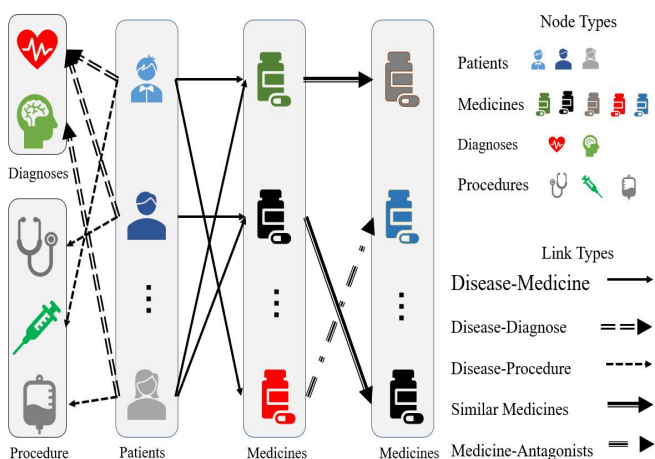 Diagnoses
Procedure
Patients
Medicines
Medicines
Node Types
Patients
Medicines
Diagnoses
Procedures
Link Types
Disease-Medicine
Disease-Diagnose
Disease-Procedure
Similar Medicines
Medicine-Antagonists